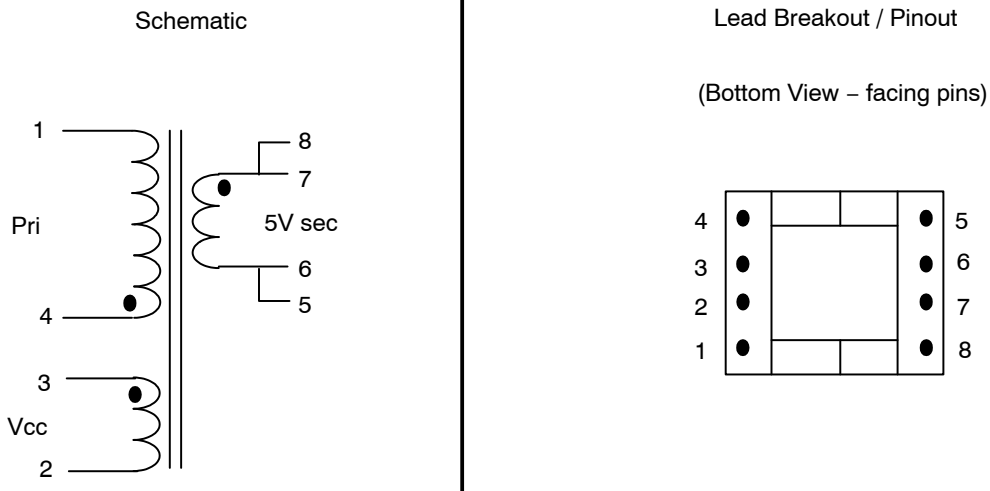 Schematic
1
Pri
4
3
Vcc
2
8
7
5V sec
6
5
Lead Breakout / Pinout
(Bottom View – facing pins)
4
3
2
1
5
6
7
8